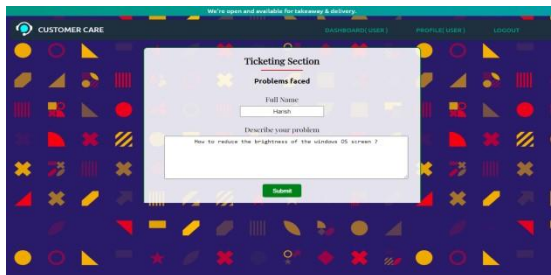 We're open and available for takeaway & delivery.
CUSTOMER CARE
DASHBOARD( USER )
PROFILE( USER )
LOGOUT
Ticketing Section
Problems faced
Full Name
Harish
Describe your problem
How to reduce the brightness of the windows OS screen ?
Submit